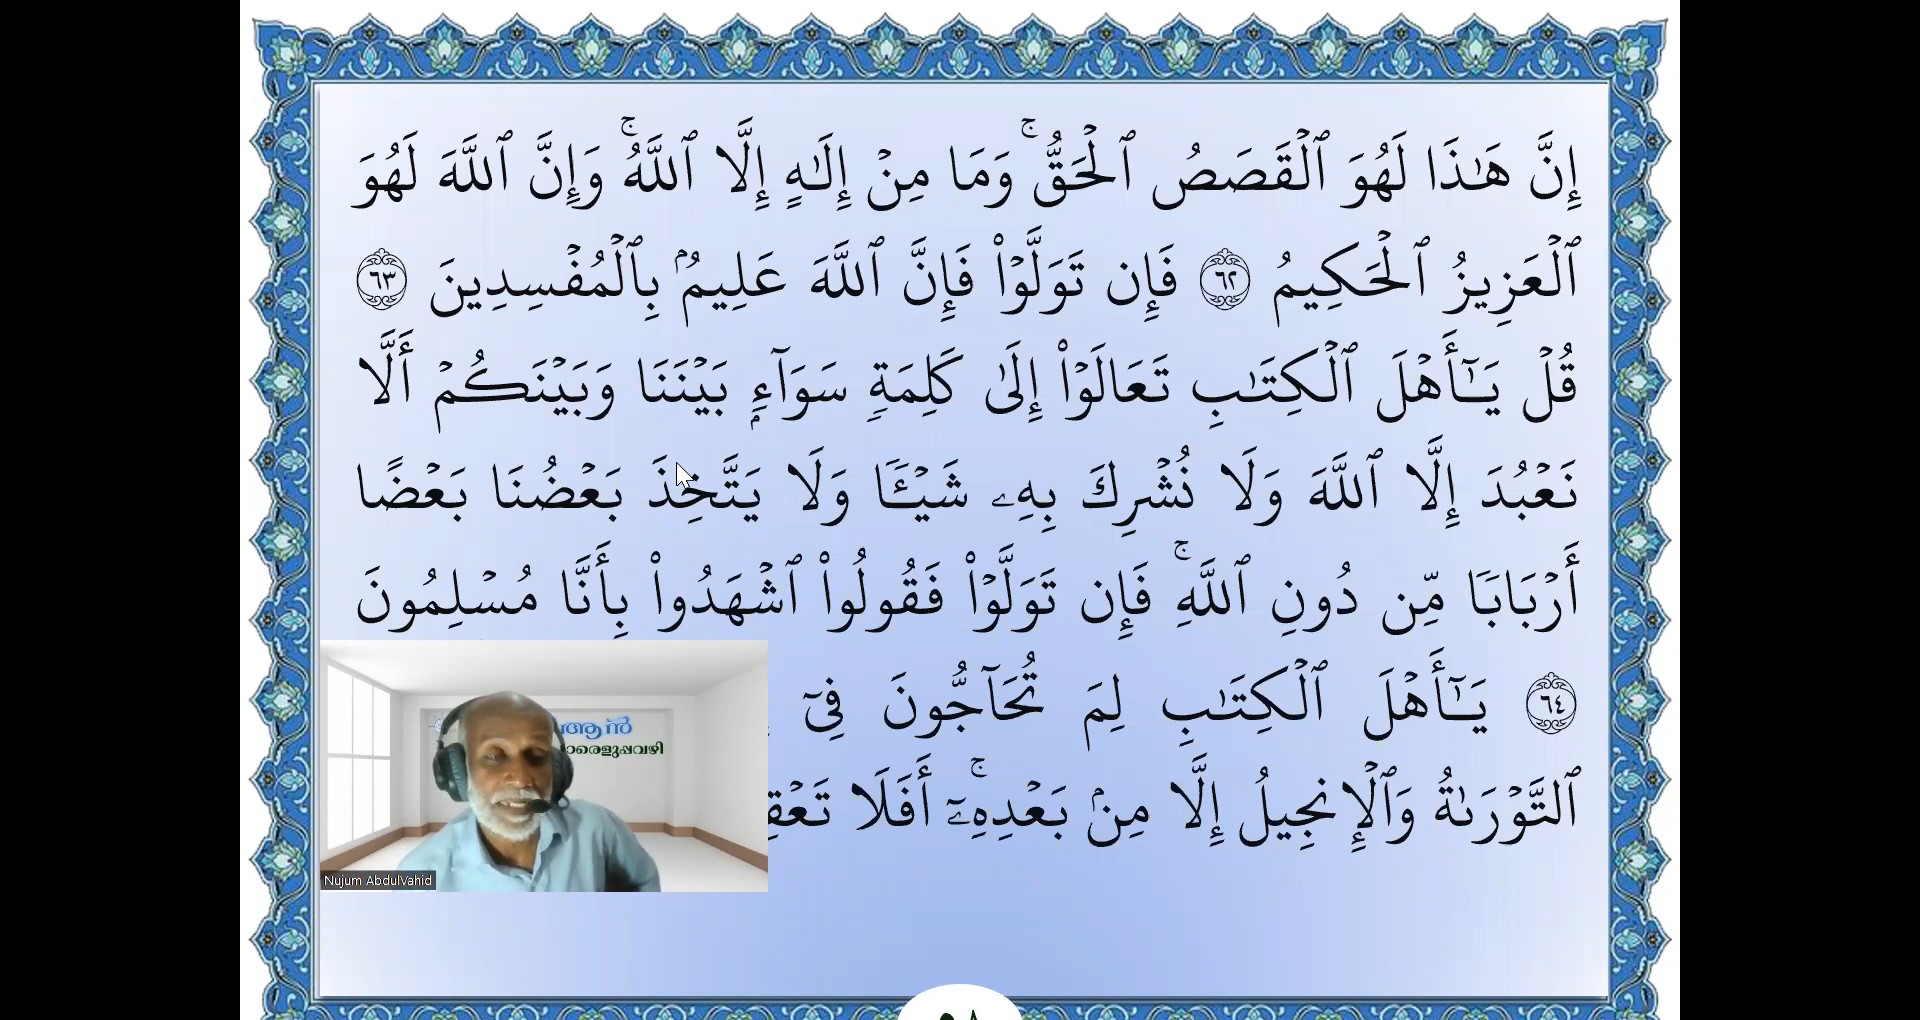 إِنَّ هَٰذَا لَهُوَ ٱلْقَصَصُ ٱلْحَقُّ ۚ وَمَا مِنْ إِلَٰهٍ إِلَّا ٱللَّهُ ۚ وَإِنَّ ٱللَّهَ لَهُوَ
ٱلْعَزِيزُ ٱلْحَكِيمُ ٦٢ فَإِن تَوَلَّوْا۟ فَإِنَّ ٱللَّهَ عَلِيمٌۢ بِٱلْمُفْسِدِينَ ٦٣
قُلْ يَـٰٓأَهْلَ ٱلْكِتَـٰبِ تَعَالَوْا۟ إِلَىٰ كَلِمَةٍ سَوَآءٍۭ بَيْنَنَا وَبَيْنَكُمْ أَلَّا
نَعْبُدَ إِلَّا ٱللَّهَ وَلَا نُشْرِكَ بِهِۦ شَيْـًٔا وَلَا يَتَّخِذَ بَعْضُنَا بَعْضًا
أَرْبَابًا مِّن دُونِ ٱللَّهِ ۚ فَإِن تَوَلَّوْا۟ فَقُولُوا۟ ٱشْهَدُوا۟ بِأَنَّا مُسْلِمُونَ
٦٤ يَـٰٓأَهْلَ ٱلْكِتَـٰبِ لِمَ تُحَآجُّونَ فِىٓ
ٱلتَّوْرَىٰةُ وَٱلْإِنجِيلُ إِلَّا مِنۢ بَعْدِهِۦٓ ۚ أَفَلَا
Nujum AbdulVahid